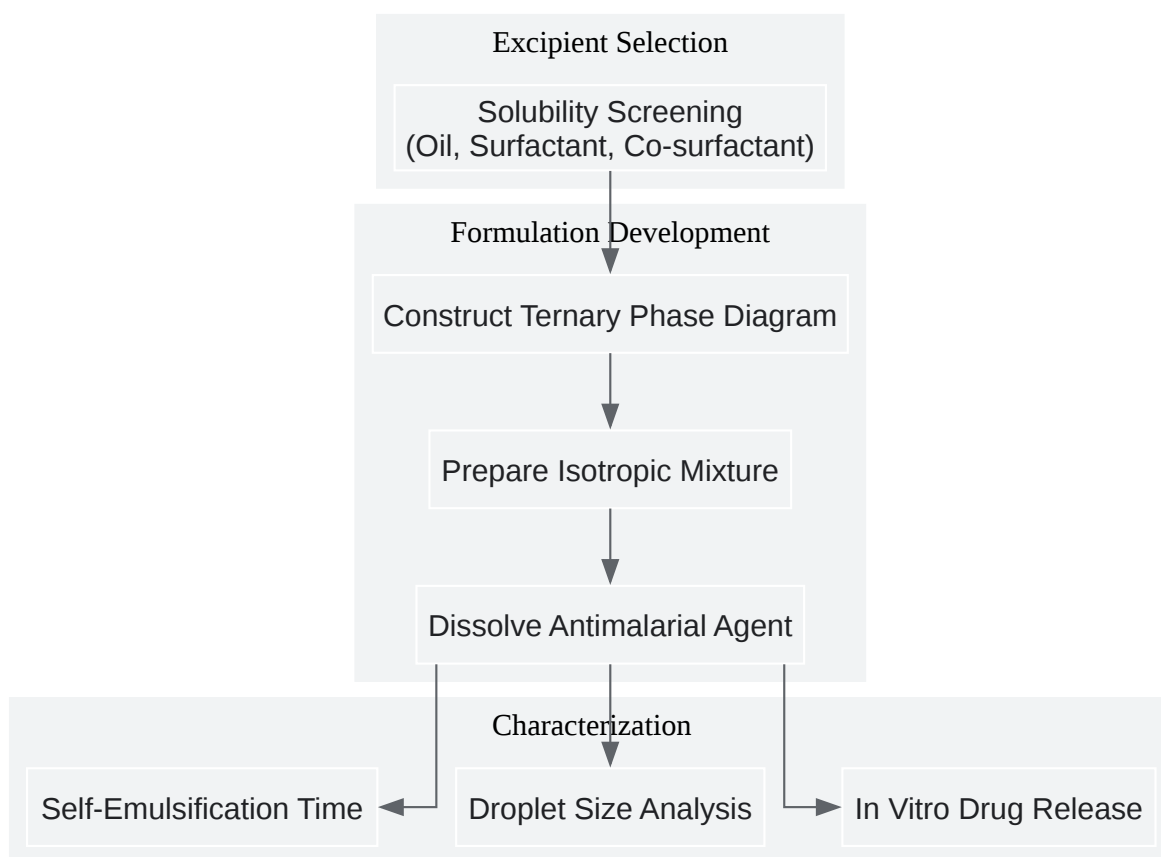 Excipient Selection
Solubility Screening
(Oil, Surfactant, Co-surfactant)
Formulation Development
Construct Ternary Phase Diagram
Prepare Isotropic Mixture
Dissolve Antimalarial Agent
Characterization
Self-Emulsification Time
Droplet Size Analysis
In Vitro Drug Release